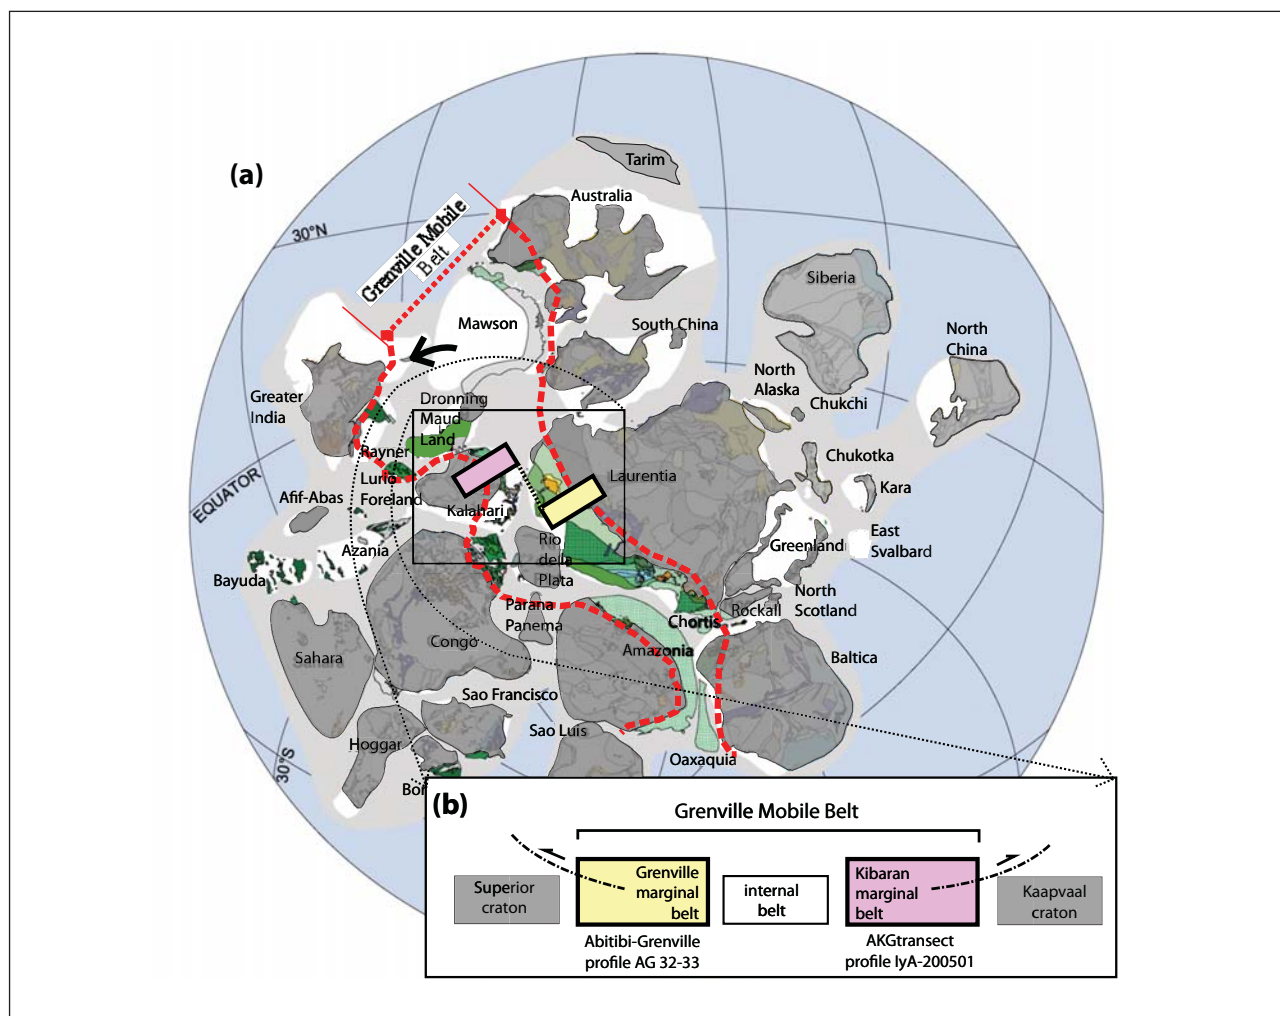 (a)
Tarim
Australia
30°N
Grenville Mobile
Belt
Siberia
Mawson
South China
North
China
North
Alaska
Chukchi
Greater
India
Dronning
Maud
Land
Rayner
Laurentia
Chukotka
Lurio
Foreland
Kara
EQUATOR
Afif-Abas
Kalahari
East
Svalbard
Azania
Rio
della
Plata
Greenland
Bayuda
North
Scotland
Parana
Panema
Rockall
Chortis
Congo
Amazonia
Sahara
Baltica
Sao Francisco
Sao Luis
Hoggar
Oaxaquia
30°S
Bor
(b)
Grenville Mobile Belt
Superior
craton
Grenville
marginal
belt
internal
belt
Kibaran
marginal
belt
Kaapvaal
craton
Abitibi-Grenville
profile AG 32-33
AKGtransect
profile IyA-200501